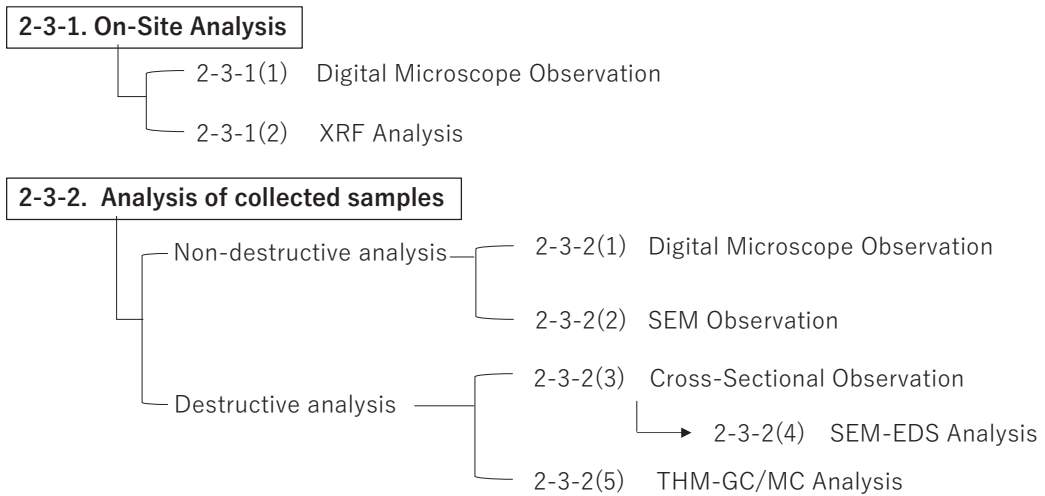 2-3-1. On-Site Analysis
2-3-1(1) Digital Microscope Observation
2-3-1(2) XRF Analysis
2-3-2. Analysis of collected samples
Non-destructive analysis
2-3-2(1) Digital Microscope Observation
2-3-2(2) SEM Observation
Destructive analysis
2-3-2(3) Cross-Sectional Observation
2-3-2(4) SEM-EDS Analysis
2-3-2(5) THM-GC/MC Analysis